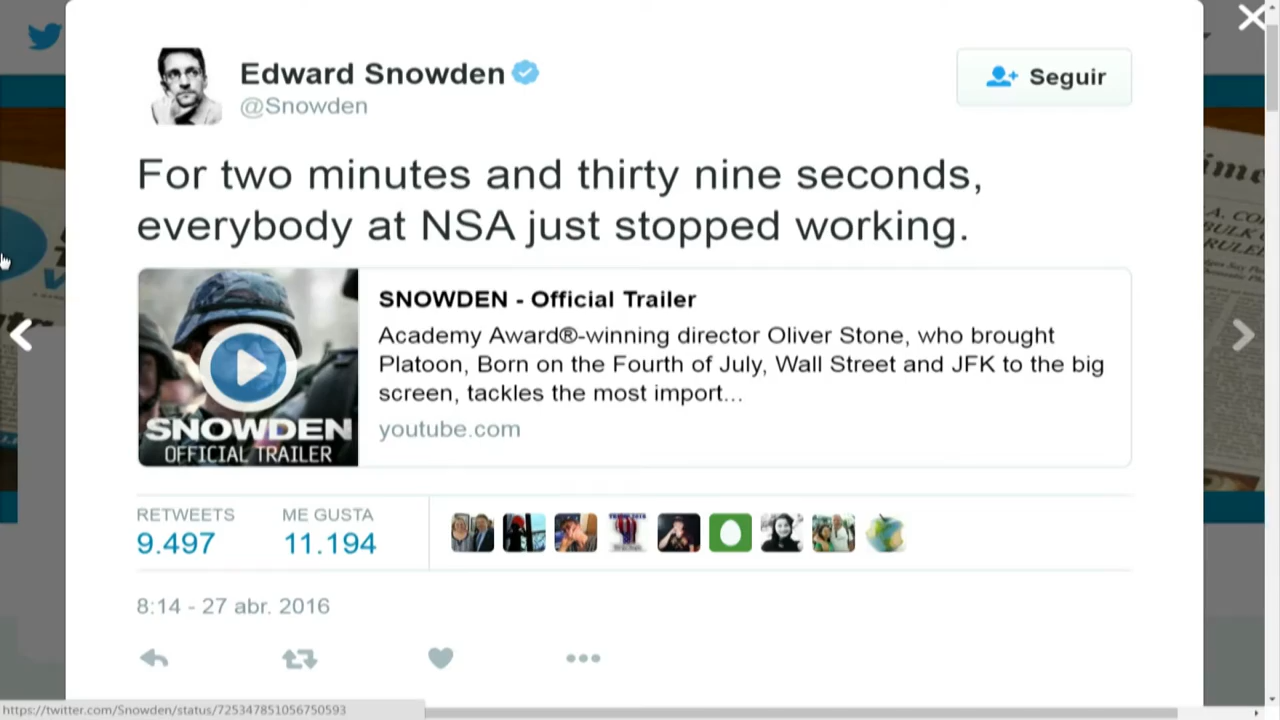 Edward Snowden
@Snowden
Seguir
For two minutes and thirty nine seconds,
everybody at NSA just stopped working.
SNOWDEN
OFFICIAL TRAILER
SNOWDEN - Official Trailer
Academy Award®-winning director Oliver Stone, who brought
Platoon, Born on the Fourth of July, Wall Street and JFK to the big
screen, tackles the most import...
youtube.com
RETWEETS
9.497
ME GUSTA
11.194
8:14 - 27 abr. 2016
https://twitter.com/Snowden/status/725347851056750593